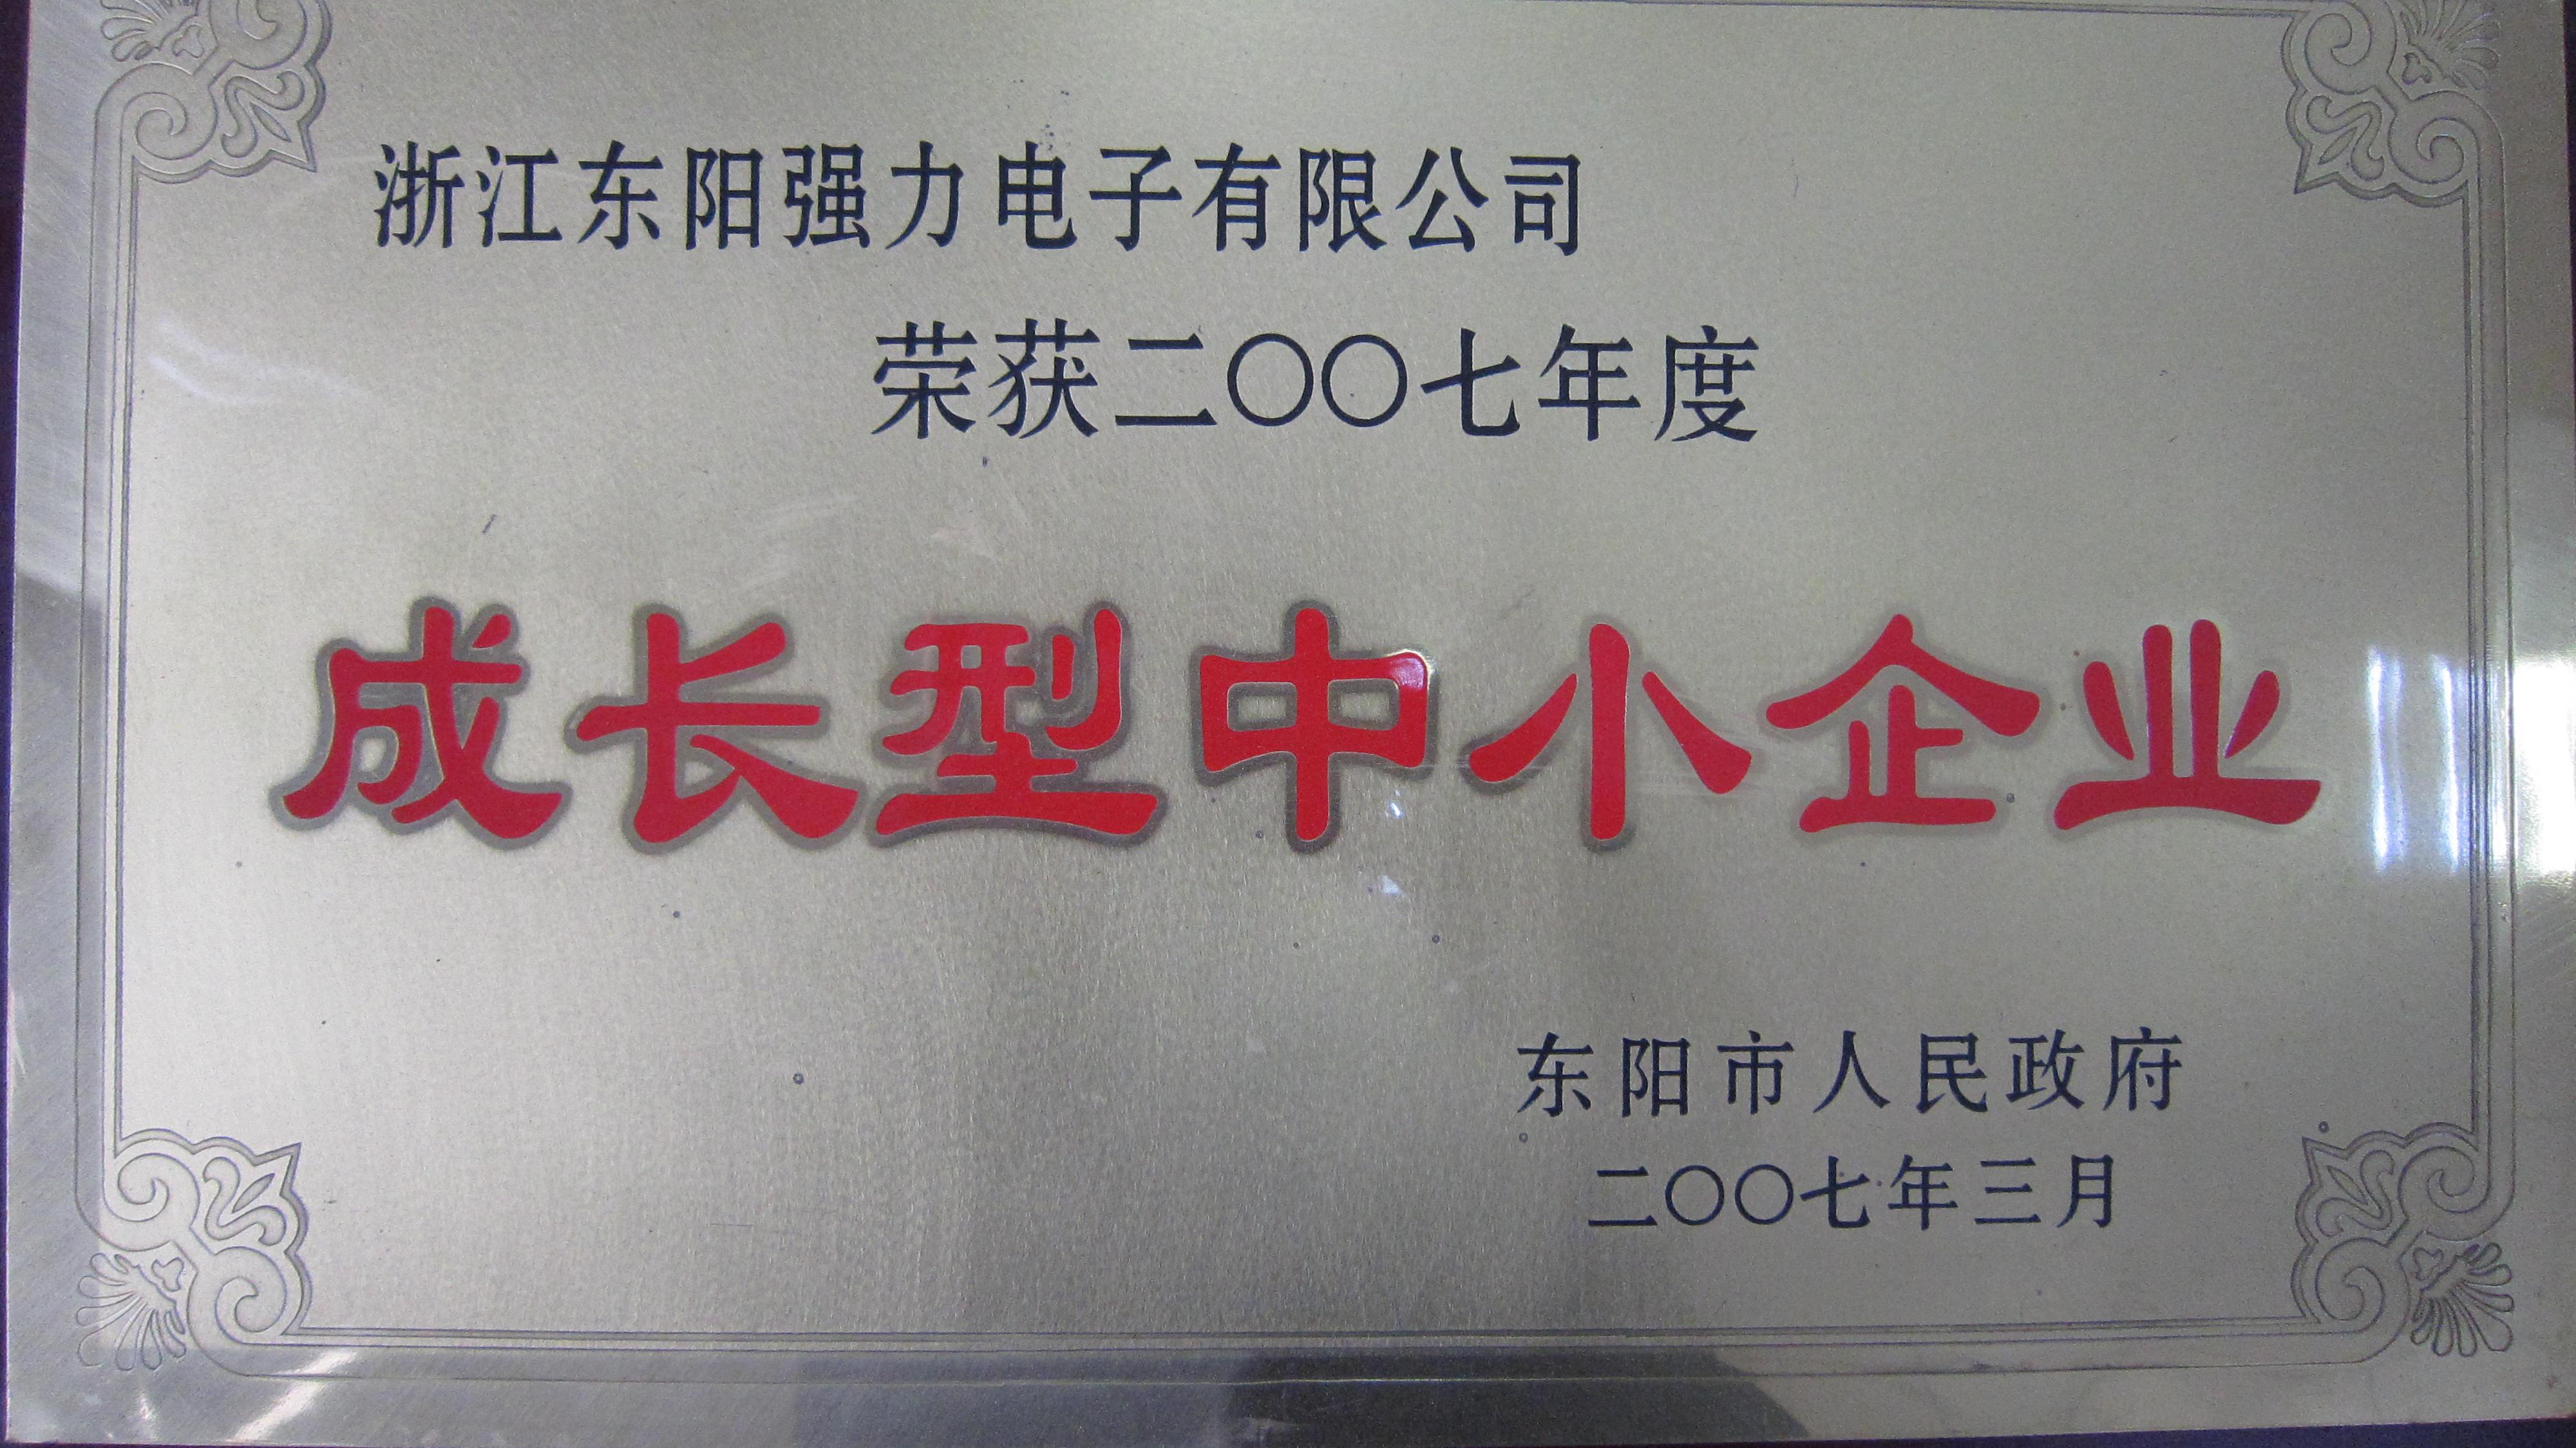 浙江东阳强力电子有限公司
荣获二〇〇七年度
成长型中小企业
东阳市人民政府
二〇〇七年三月